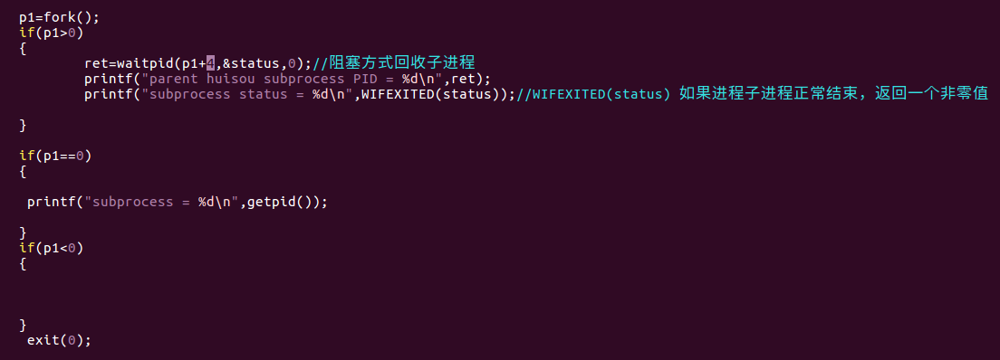 p1=fork();
if(p1>0)
{
ret=waitpid(p1+4,&status,0);//阻塞方式回收子进程
printf("parent huisou subprocess PID = %d\n",ret);
printf("subprocess status = %d\n",WIFEXITED(status));//WIFEXITED(status) 如果进程子进程正常结束，返回一个非零值
}
if(p1==0)
{
printf("subprocess = %d\n",getpid());
}
if(p1<0)
{
}
exit(0);